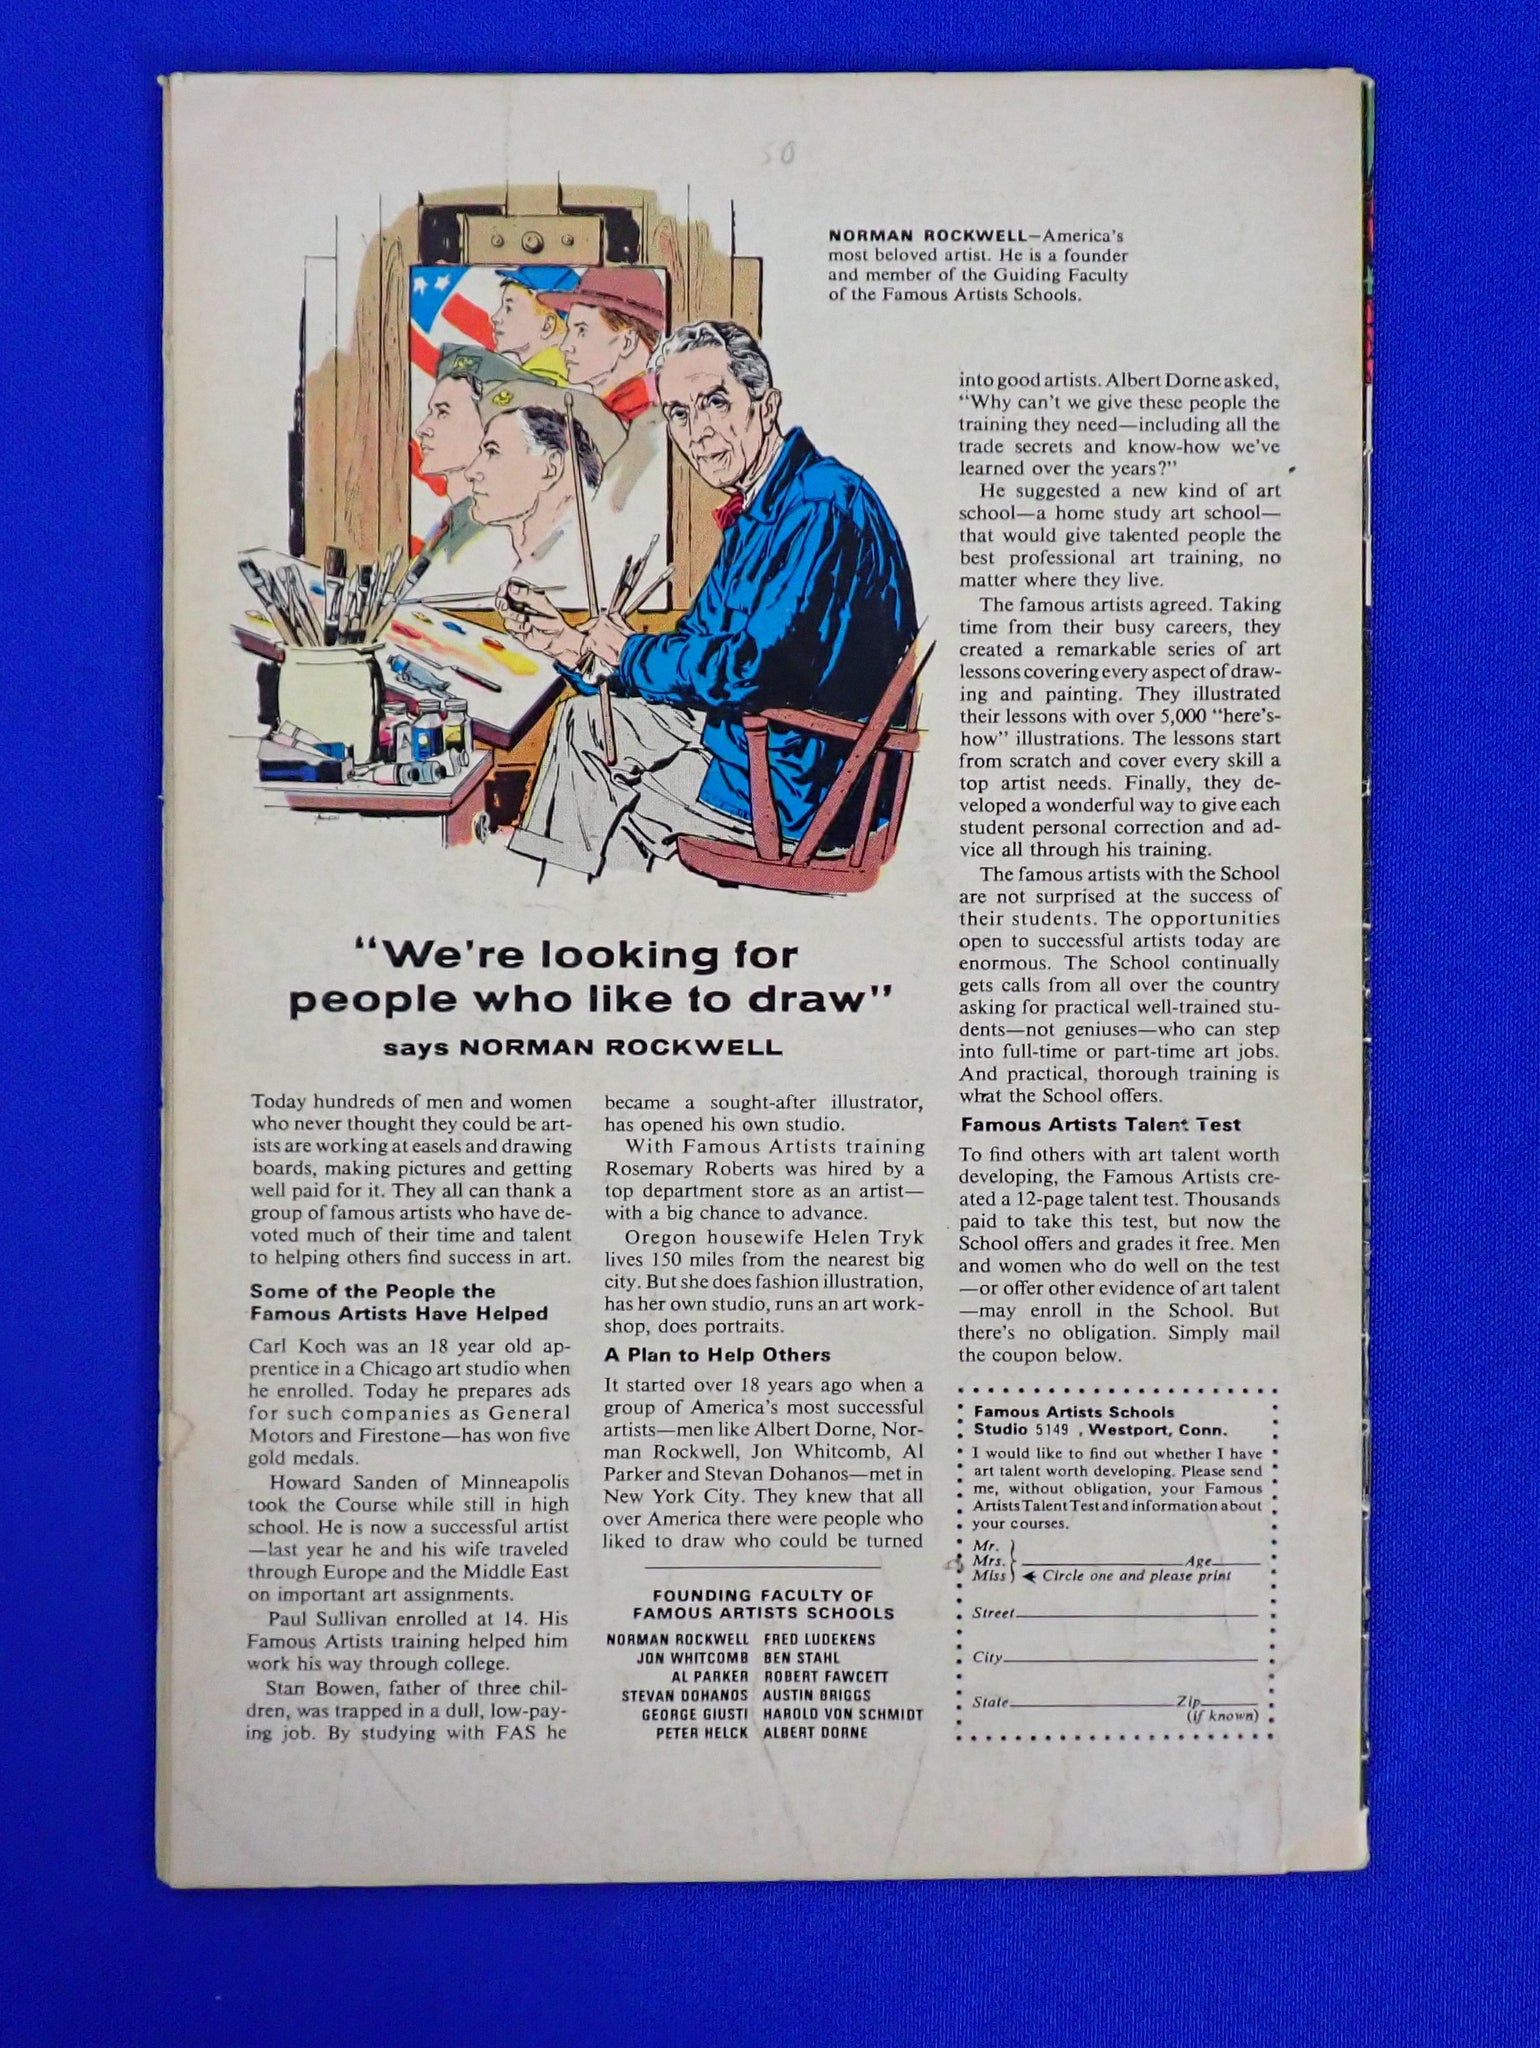 50
NORMAN ROCKWELL—America's
most beloved artist. He is a founder
and member of the Guiding Faculty
of the Famous Artists Schools.
"We're looking for
people who like to draw"
says NORMAN ROCKWELL
Today hundreds of men and women
who never thought they could be art-
ists are working at easels and drawing
boards, making pictures and getting
well paid for it. They all can thank a
group of famous artists who have de-
voted much of their time and talent
to helping others find success in art.
Some of the People the
Famous Artists Have Helped
Carl Koch was an 18 year old ap-
prentice in a Chicago art studio when
he enrolled. Today he prepares ads
for such companies as General
Motors and Firestone—has won five
gold medals.
Howard Sanden of Minneapolis
took the Course while still in high
school. He is now a successful artist
—last year he and his wife traveled
through Europe and the Middle East
on important art assignments.
Paul Sullivan enrolled at 14. His
Famous Artists training helped him
work his way through college.
Stan Bowen, father of three chil-
dren, was trapped in a dull, low-pay-
ing job. By studying with FAS he
became a sought-after illustrator,
has opened his own studio.
With Famous Artists training
Rosemary Roberts was hired by a
top department store as an artist—
with a big chance to advance.
Oregon housewife Helen Tryk
lives 150 miles from the nearest big
city. But she does fashion illustration,
has her own studio, runs an art work-
shop, does portraits.
A Plan to Help Others
It started over 18 years ago when a
group of America's most successful
artists—men like Albert Dorne, Nor-
man Rockwell, Jon Whitcomb, Al
Parker and Stevan Dohanos—met in
New York City. They knew that all
over America there were people who
liked to draw who could be turned
FOUNDING FACULTY OF
FAMOUS ARTISTS SCHOOLS
NORMAN ROCKWELL FRED LUDEKENS
JON WHITCOMB BEN STAHL
AL PARKER ROBERT FAWCETT
STEVAN DOHANOS AUSTIN BRIGGS
GEORGE GIUSTI HAROLD VON SCHMIDT
PETER HELCK ALBERT DORNE
into good artists. Albert Dorne asked,
"Why can't we give these people the
training they need—including all the
trade secrets and know-how we've
learned over the years?"
He suggested a new kind of art
school—a home study art school—
that would give talented people the
best professional art training, no
matter where they live.
The famous artists agreed. Taking
time from their busy careers, they
created a remarkable series of art
lessons covering every aspect of draw-
ing and painting. They illustrated
their lessons with over 5,000 "here's-
how" illustrations. The lessons start
from scratch and cover every skill a
top artist needs. Finally, they de-
veloped a wonderful way to give each
student personal correction and ad-
vice all through his training.
The famous artists with the School
are not surprised at the success of
their students. The opportunities
open to successful artists today are
enormous. The School continually
gets calls from all over the country
asking for practical well-trained stu-
dents—not geniuses—who can step
into full-time or part-time art jobs.
And practical, thorough training is
what the School offers.
Famous Artists Talent Test
To find others with art talent worth
developing, the Famous Artists cre-
ated a 12-page talent test. Thousands
paid to take this test, but now the
School offers and grades it free. Men
and women who do well on the test
—or offer other evidence of art talent
—may enroll in the School. But
there's no obligation. Simply mail
the coupon below.
Famous Artists Schools
Studio 5149 , Westport, Conn.
I would like to find out whether I have
art talent worth developing. Please send
me, without obligation, your Famous
Artists Talent Test and information about
your courses.
Mr.
Mrs. Age
Miss Circle one and please print
Street
City
State Zip
(if known)